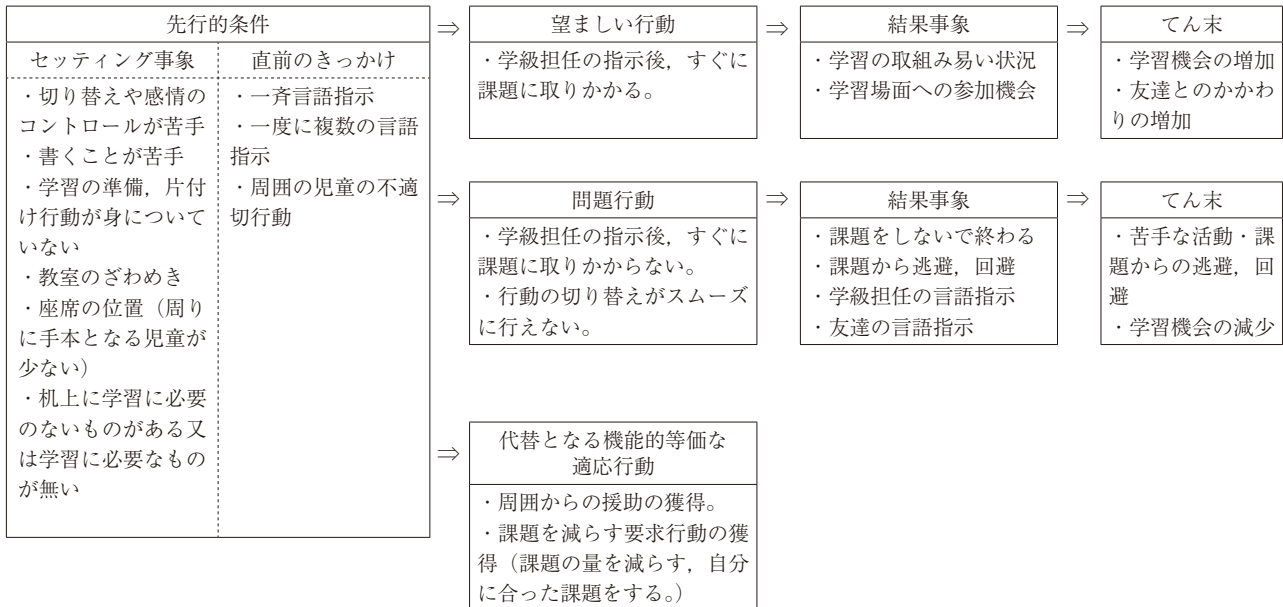 先行的条件
セッティング事象
・切り替えや感情の
コントロールが苦手
・書くことが苦手
・学習の準備，片付
け行動が身について
いない
・教室のざわめき
・座席の位置（周り
に手本となる児童が
少ない）
・机上に学習に必要
のないものがある又
は学習に必要なもの
が無い
直前のきっかけ
・一斉言語指示
・一度に複数の言語
指示
・周囲の児童の不適
切行動
⇒
望ましい行動
・学級担任の指示後，すぐに
課題に取りかかる。
⇒
結果事象
・学習の取組み易い状況
・学習場面への参加機会
⇒
てん末
・学習機会の増加
・友達とのかかわ
りの増加
⇒
問題行動
・学級担任の指示後，すぐに
課題に取りかからない。
・行動の切り替えがスムーズ
に行えない。
⇒
結果事象
・課題をしないで終わる
・課題から逃避，回避
・学級担任の言語指示
・友達の言語指示
⇒
てん末
・苦手な活動・課
題からの逃避，回
避
・学習機会の減少
⇒
代替となる機能的等価な
適応行動
・周囲からの援助の獲得。
・課題を減らす要求行動の獲
得（課題の量を減らす，自分
に合った課題をする。）